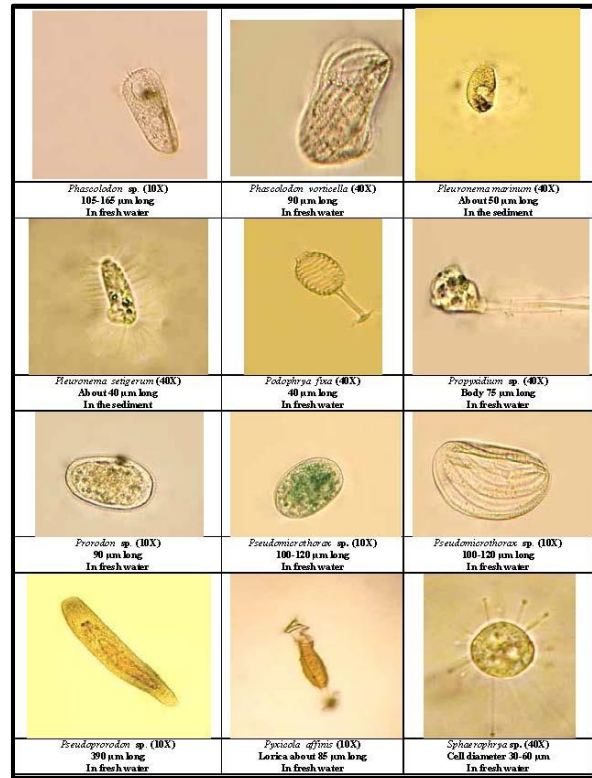 Phascolodon sp. (10X)
105-165 µm long
In fresh water
Phascolodon vorticella (40X)
90 µm long
In fresh water
Pleuronema marinum (40X)
About 50 µm long
In the sediment
Pleuronema setigerum (40X)
About 40 µm long
In the sediment
Podophrya fixa (40X)
40 µm long
In fresh water
Propyxidium sp. (40X)
Body 75 µm long
In fresh water
Prorodon sp. (10X)
90 µm long
In fresh water
Pseudomicrothorax sp. (10X)
100-120 µm long
In fresh water
Pseudomicrothorax sp. (10X)
100-120 µm long
In fresh water
Pseudoprorodon sp. (10X)
390 µm long
In fresh water
Pyxicola affinis (10X)
Lorica about 85 µm long
In fresh water
Sphaerophrya sp. (40X)
Cell diameter 30-60 µm
In fresh water